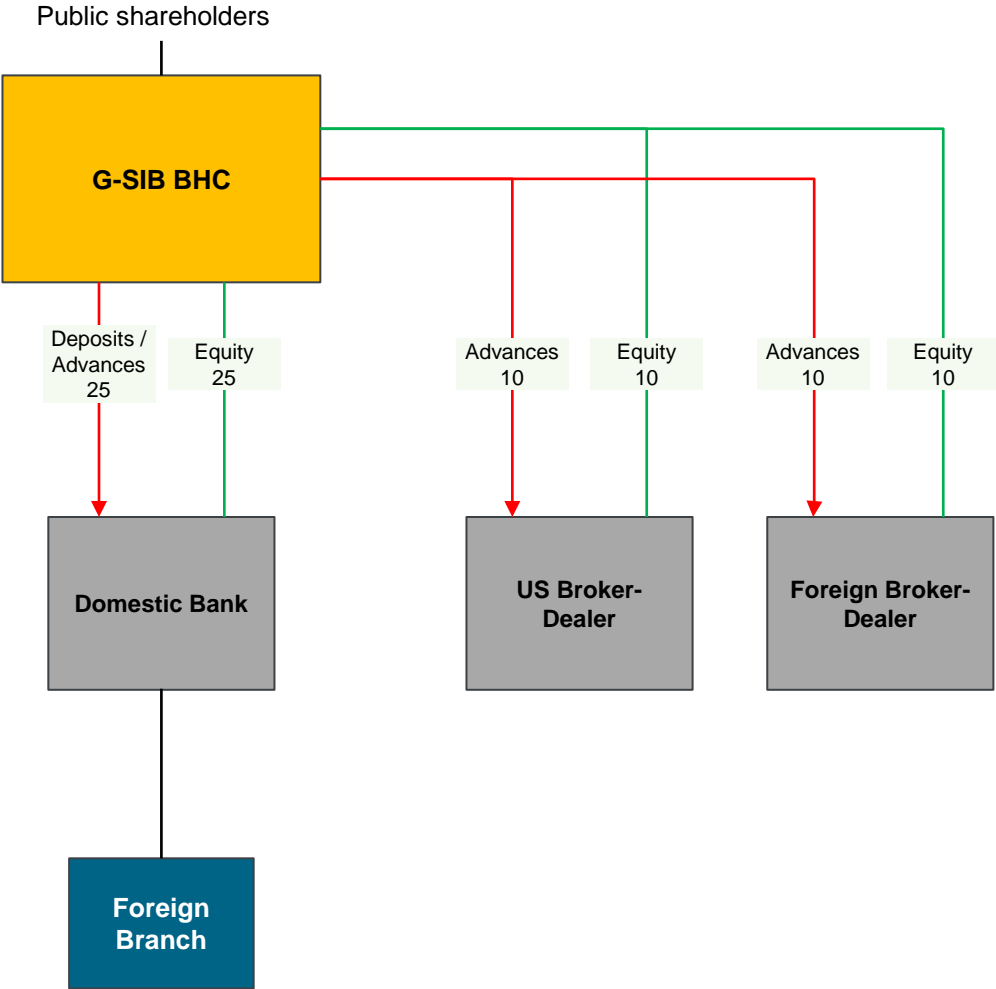 Public shareholders
G-SIB BHC
Deposits /
Advances
25
Equity
25
Advances
10
Equity
10
Advances
10
Equity
10
Domestic Bank
US Broker-
Dealer
Foreign Broker-
Dealer
Foreign
Branch